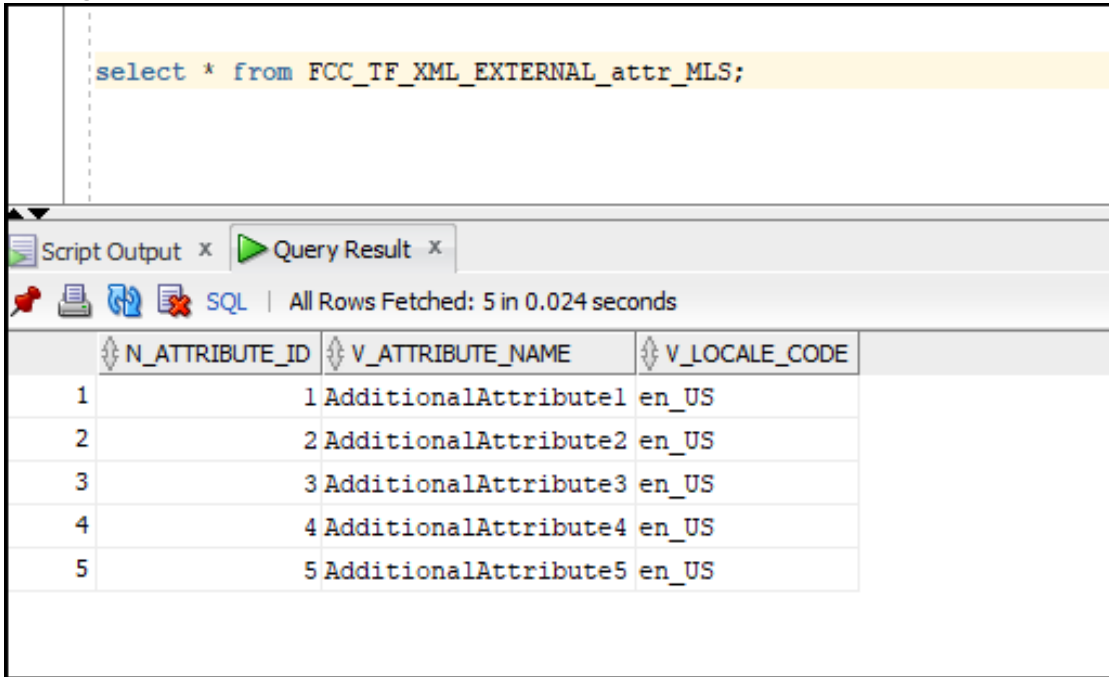 select * from FCC_TF_XML_EXTERNAL_attr_MLS;
Script Output x Query Result x
SQL | All Rows Fetched: 5 in 0.024 seconds
N_ATTRIBUTE_ID V_ATTRIBUTE_NAME V_LOCALE_CODE
1 1 AdditionalAttribute1 en_US
2 2 AdditionalAttribute2 en_US
3 3 AdditionalAttribute3 en_US
4 4 AdditionalAttribute4 en_US
5 5 AdditionalAttribute5 en_US